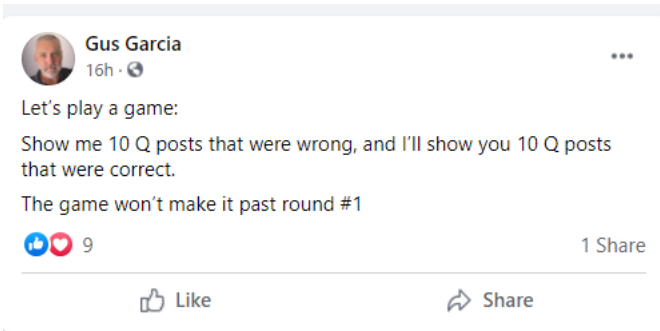 Gus Garcia
16h ·
Let’s play a game:
Show me 10 Q posts that were wrong, and I’ll show you 10 Q posts
that were correct.
The game won’t make it past round #1
9
1 Share
Like
Share